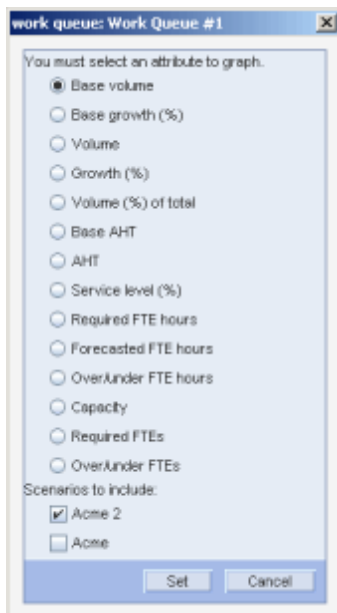 work queue: Work Queue #1
You must select an attribute to graph.
Base volume
Base growth (%)
Volume
Growth (%)
Volume (%) of total
Base AHT
AHT
Service level (%)
Required FTE hours
Forecasted FTE hours
Over/under FTE hours
Capacity
Required FTEs
Over/under FTEs
Scenarios to include:
Acme 2
Acme
Set Cancel